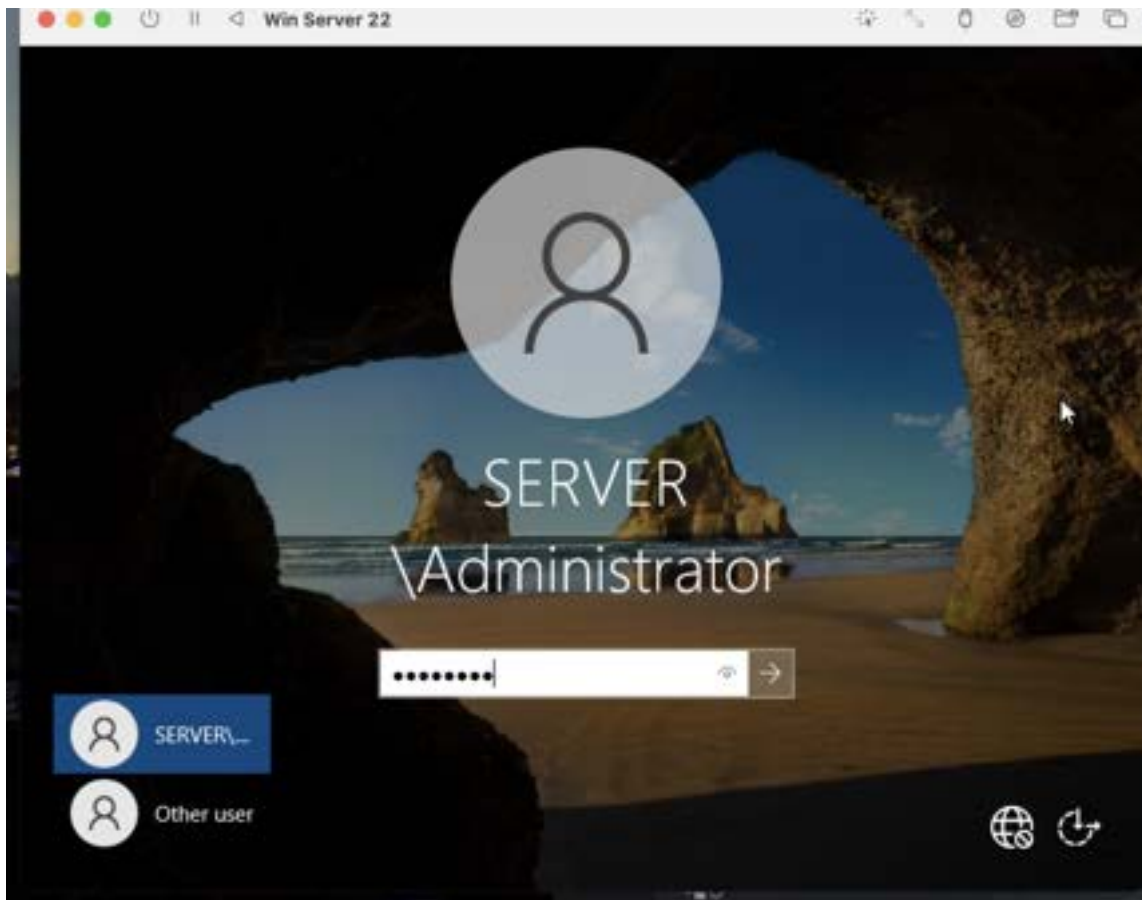 Win Server 22
SERVER
\Administrator
SERVER\...
Other user